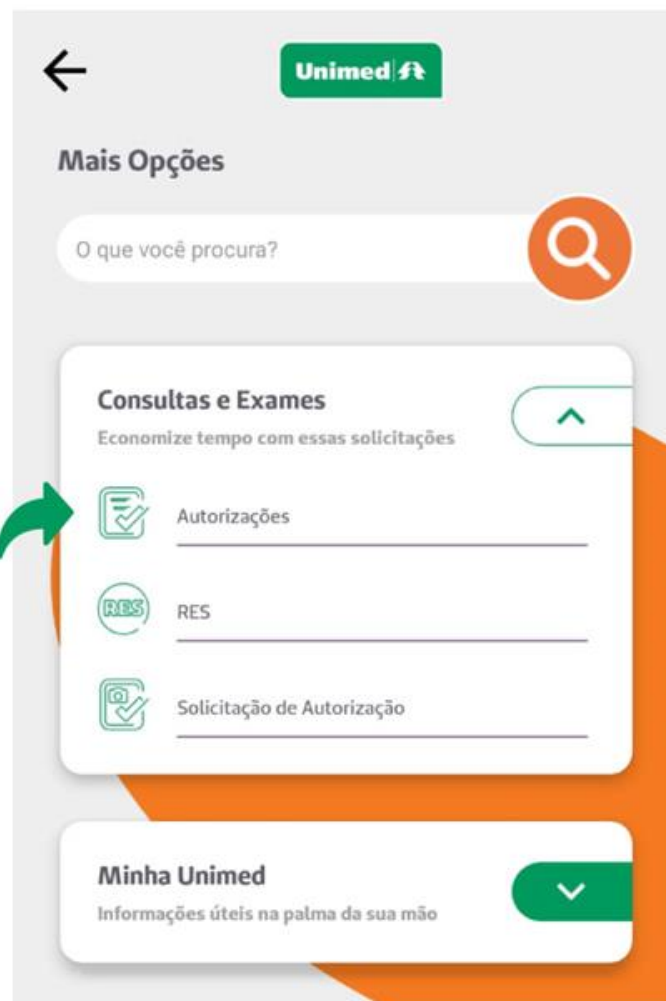 Unimed
Mais Opções
O que você procura?
Consultas e Exames
Economize tempo com essas solicitações
Autorizações
RES
RES
Solicitação de Autorização
Minha Unimed
Informações úteis na palma da sua mão